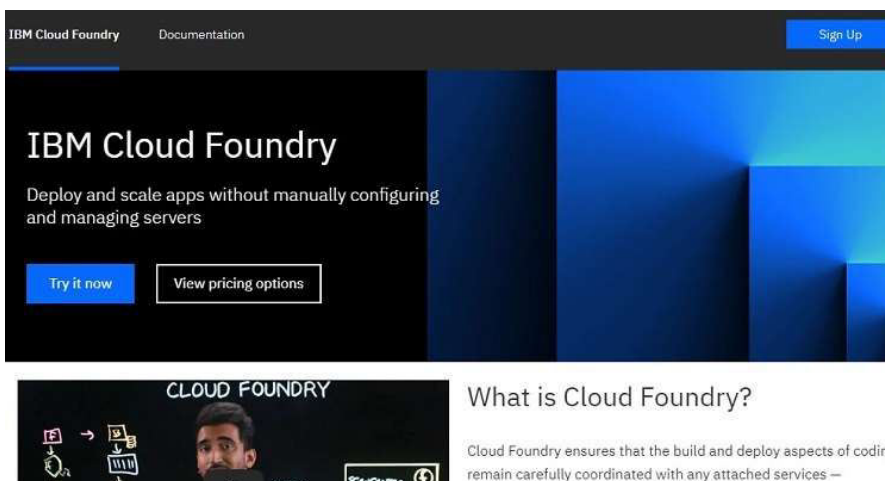 IBM Cloud Foundry
Documentation
Sign Up
IBM Cloud Foundry
Deploy and scale apps without manually configuring
and managing servers
Try it now
View pricing options
CLOUD FOUNDRY
What is Cloud Foundry?
Cloud Foundry ensures that the build and deploy aspects of codin
remain carefully coordinated with any attached services —